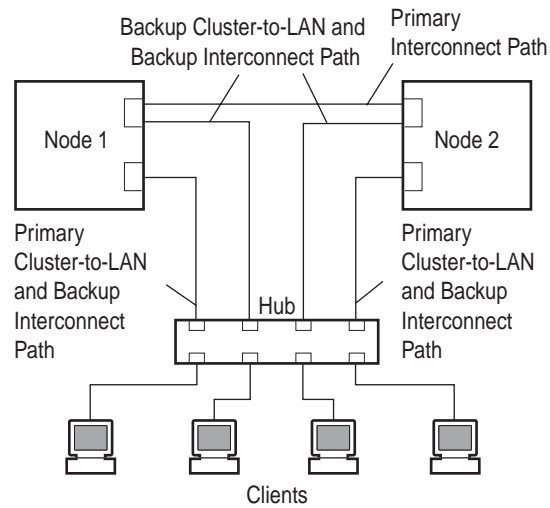 Backup Cluster-to-LAN and
Backup Interconnect Path
Primary
Interconnect Path
Node 1
Node 2
Primary
Cluster-to-LAN
and Backup
Interconnect
Path
Primary
Cluster-to-LAN
and Backup
Interconnect
Path
Hub
Clients